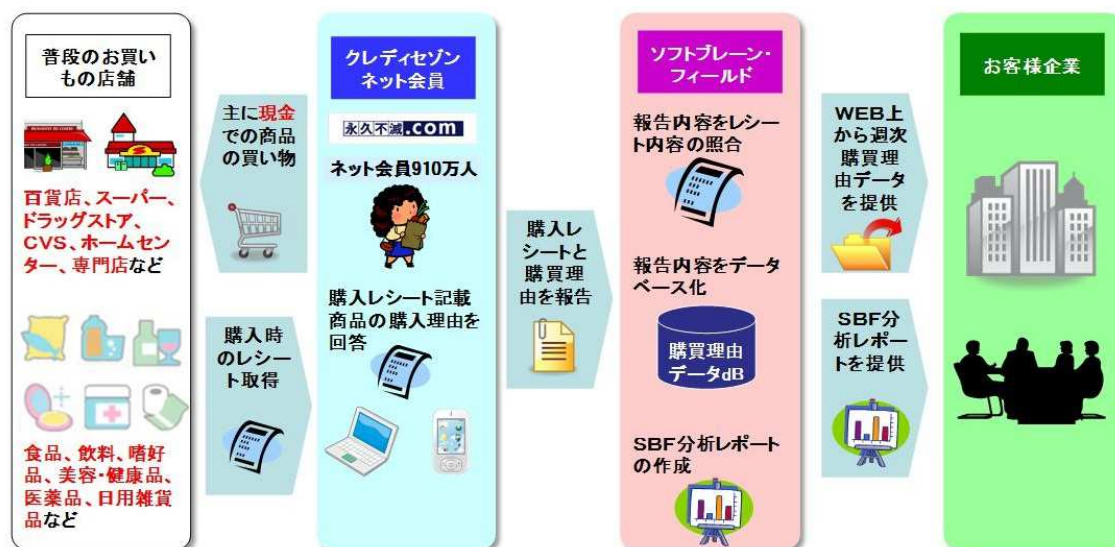 普段のお買い
もの店舗
百貨店、スーパー、
ドラッグストア、
CVS、ホームセン
ター、専門店など
食品、飲料、嗜好
品、美容・健康品、
医薬品、日用雑貨
品など
主に現金
での商品
の買い物
購入時
のレシー
ト取得
クレディセゾン
ネット会員
永久不滅.com
ネット会員910万人
購入レシート記載
商品の購入理由を
回答
購入レ
シートと
購買理
由を報告
ソフトブレーン・
フィールド
報告内容をレシー
ト内容の照合
報告内容をデータ
ベース化
購買理由
データdB
SBF分析レポート
の作成
WEB上
から週次
購買理
由データ
を提供
SBF分
析レポー
トを提供
お客様企業